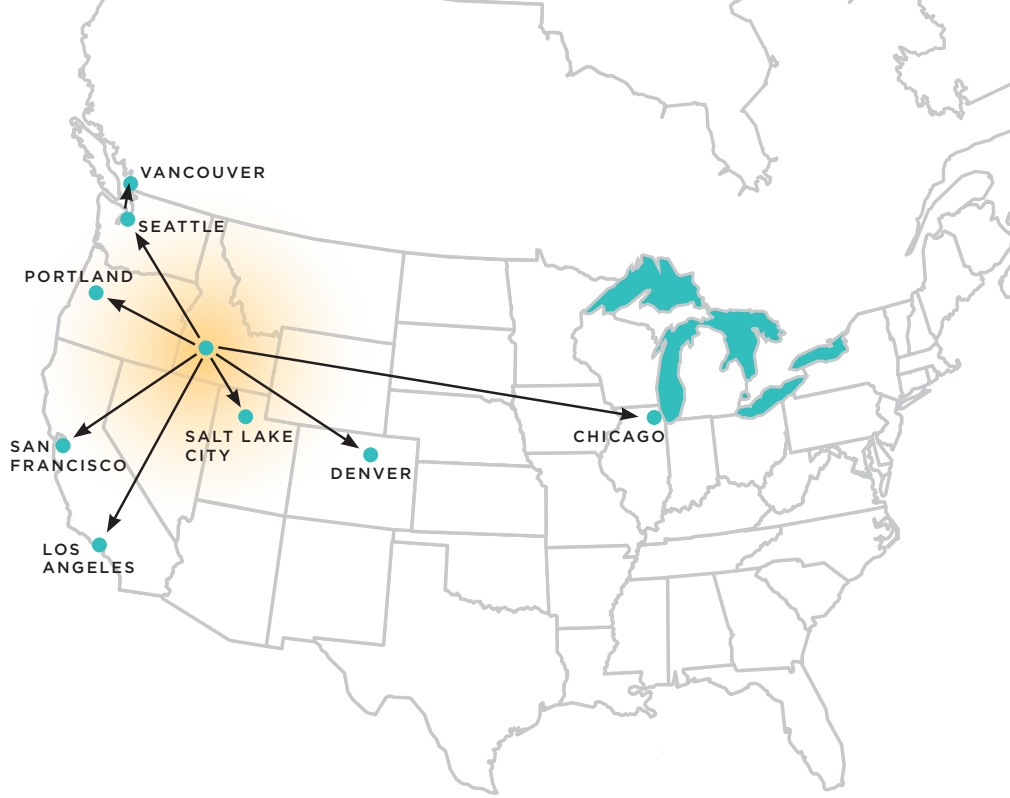 VANCOUVER
SEATTLE
PORTLAND
SAN
FRANCISCO
SALT LAKE
CITY
DENVER
CHICAGO
LOS
ANGELES